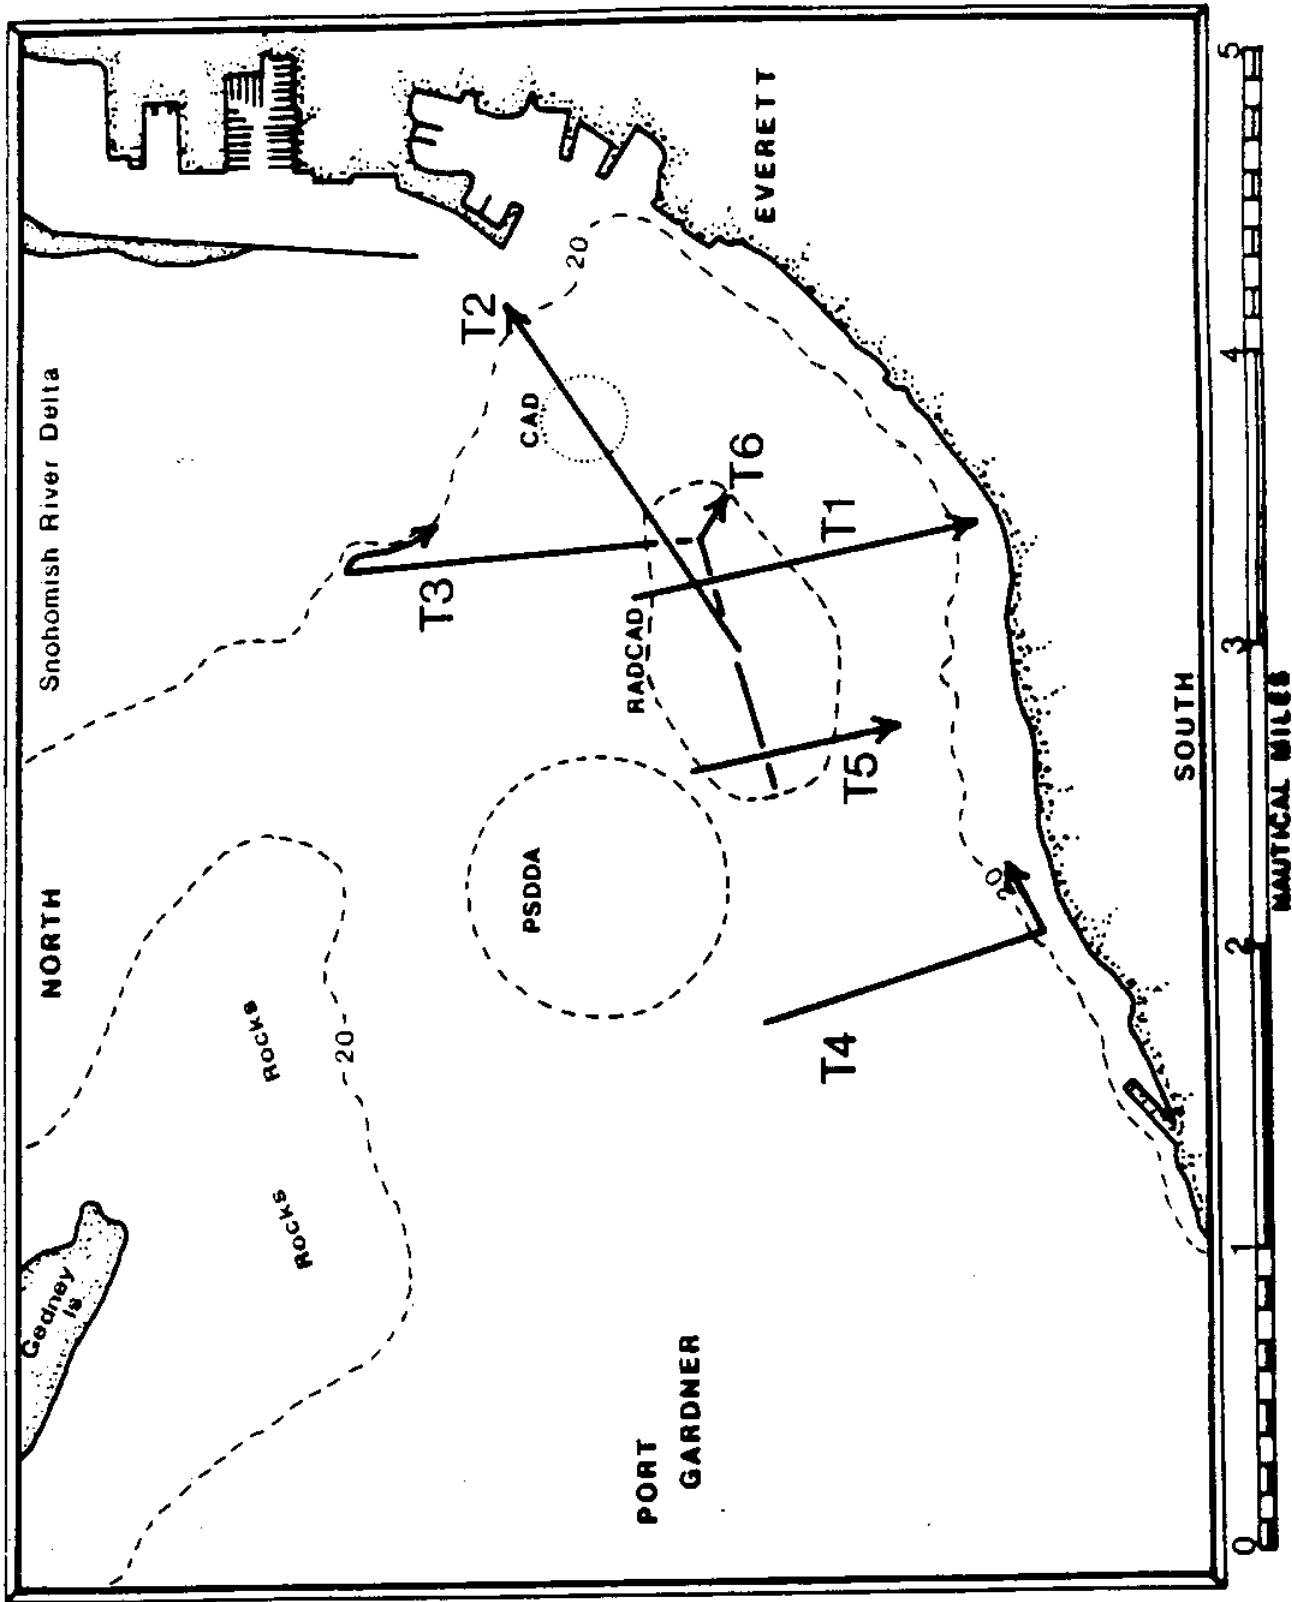 NORTH
Snohomish River Delta
Gedney
Is
Rocks
Rocks
20
20
T2
CAD
T3
T6
EVERETT
PSDDA
RADCAD
T1
T5
T4
20
PORT
GARDNER
SOUTH
0 1 2 3 4 5
NAUTICAL MILES